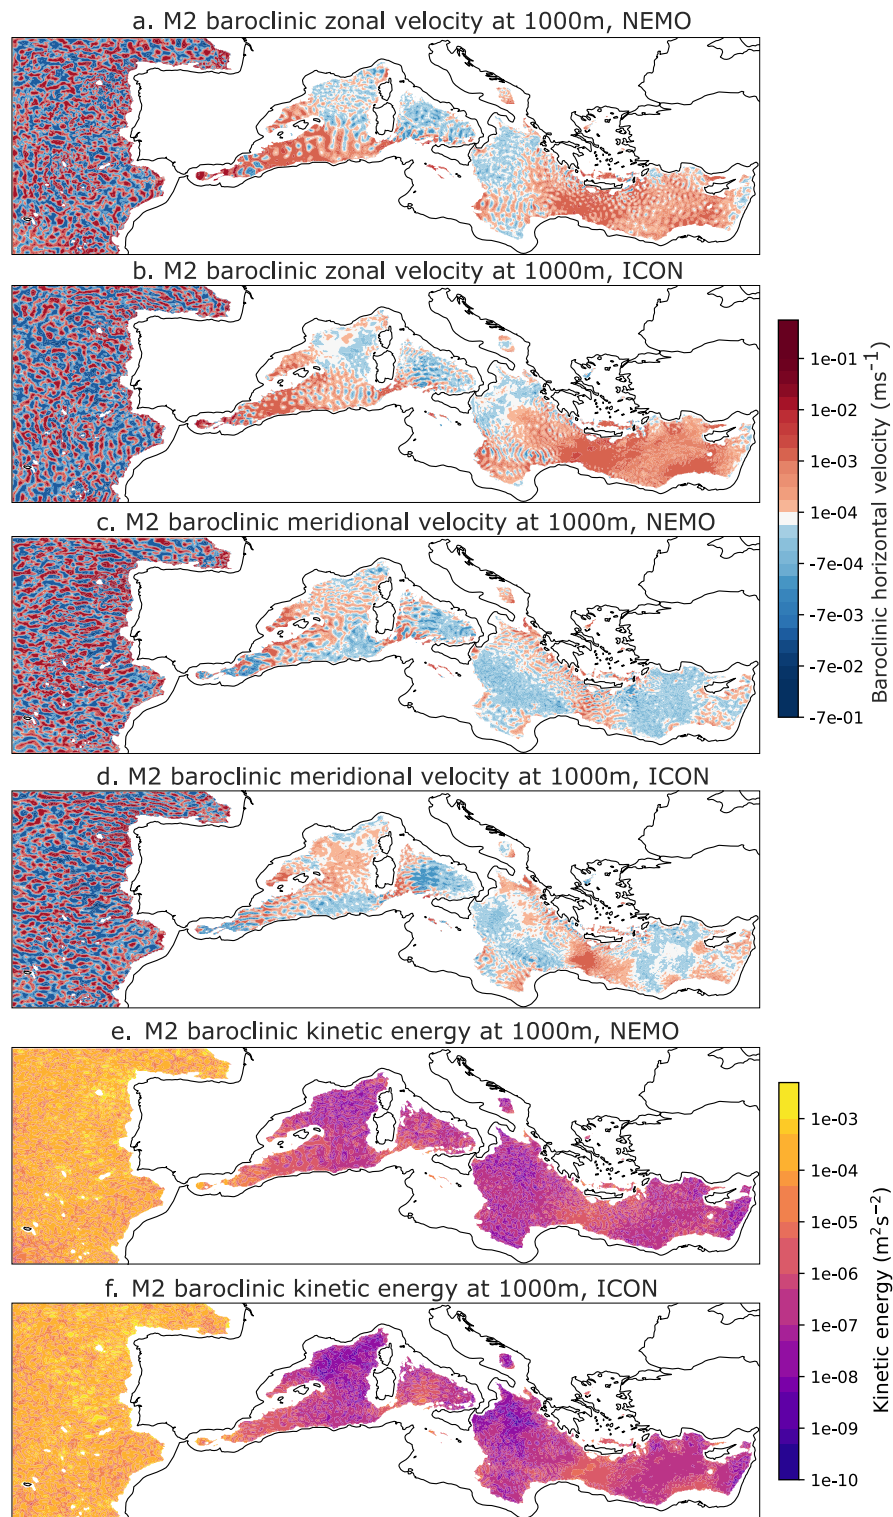 a. M2 baroclinic zonal velocity at 1000m, NEMO
b. M2 baroclinic zonal velocity at 1000m, ICON
c. M2 baroclinic meridional velocity at 1000m, NEMO
d. M2 baroclinic meridional velocity at 1000m, ICON
1e-01
1e-02
1e-03
1e-04
-7e-04
-7e-03
-7e-02
-7e-01
Baroclinic horizontal velocity (ms⁻¹)
e. M2 baroclinic kinetic energy at 1000m, NEMO
f. M2 baroclinic kinetic energy at 1000m, ICON
1e-03
1e-04
1e-05
1e-06
1e-07
1e-08
1e-09
1e-10
Kinetic energy (m²s⁻²)